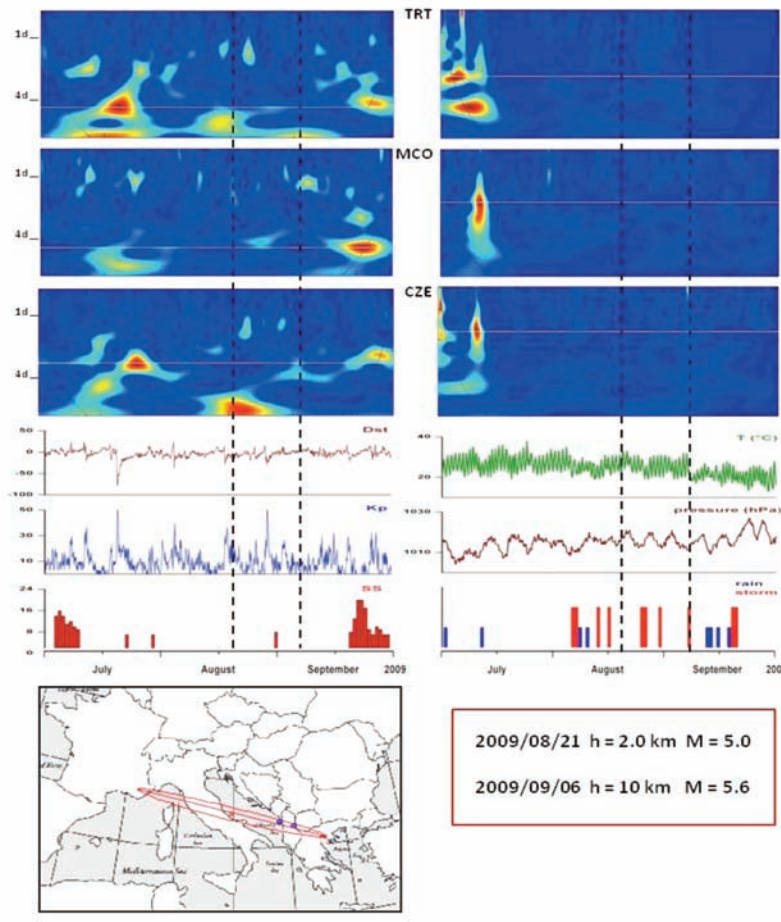 TRT
1d
4d
MCO
1d
4d
CZE
1d
4d
Dst
50
0
-50
-100
T (°C)
40
20
Kp
50
30
10
pressure (hPa)
1030
1010
SS
24
16
8
0
rain
storm
July August September 2009
July August September 200
Mediterranean Sea
2009/08/21 h = 2.0 km M = 5.0
2009/09/06 h = 10 km M = 5.6